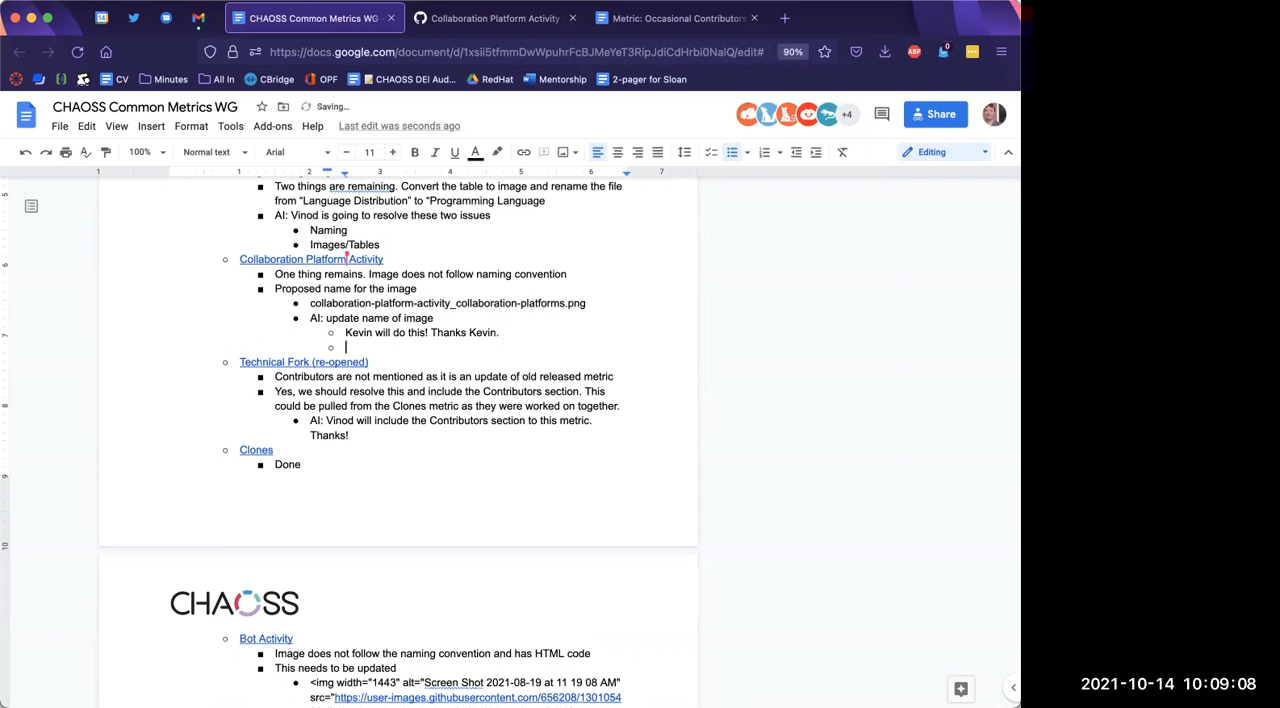 CHAOSS Common Metrics WG
Collaboration Platform Activity
Metric: Occasional Contributors
https://docs.google.com/document/d/1xsii5tfmmDwWpuhrFcBJMeYeT3RipJdiCdHrbi0NalQ/edit#
90%
CV
Minutes
All In
CBridge
OPF
CHAOSS DEI Aud...
RedHat
Mentorship
2-pager for Sloan
CHAOSS Common Metrics WG
Saving...
+4
Share
File Edit View Insert Format Tools Add-ons Help Last edit was seconds ago
100% Normal text Arial 11 Editing
1 1 2 3 4 5 6 7
Two things are remaining. Convert the table to image and rename the file
from “Language Distribution” to “Programming Language
AI: Vinod is going to resolve these two issues
Naming
Images/Tables
Collaboration Platform Activity
One thing remains. Image does not follow naming convention
Proposed name for the image
collaboration-platform-activity_collaboration-platforms.png
AI: update name of image
Kevin will do this! Thanks Kevin.
Technical Fork (re-opened)
Contributors are not mentioned as it is an update of old released metric
Yes, we should resolve this and include the Contributors section. This
could be pulled from the Clones metric as they were worked on together.
AI: Vinod will include the Contributors section to this metric.
Thanks!
Clones
Done
CHAOSS
Bot Activity
Image does not follow the naming convention and has HTML code
This needs to be updated
<img width="1443" alt="Screen Shot 2021-08-19 at 11 19 08 AM"
src="https://user-images.githubusercontent.com/656208/1301054
2021-10-14 10:09:08